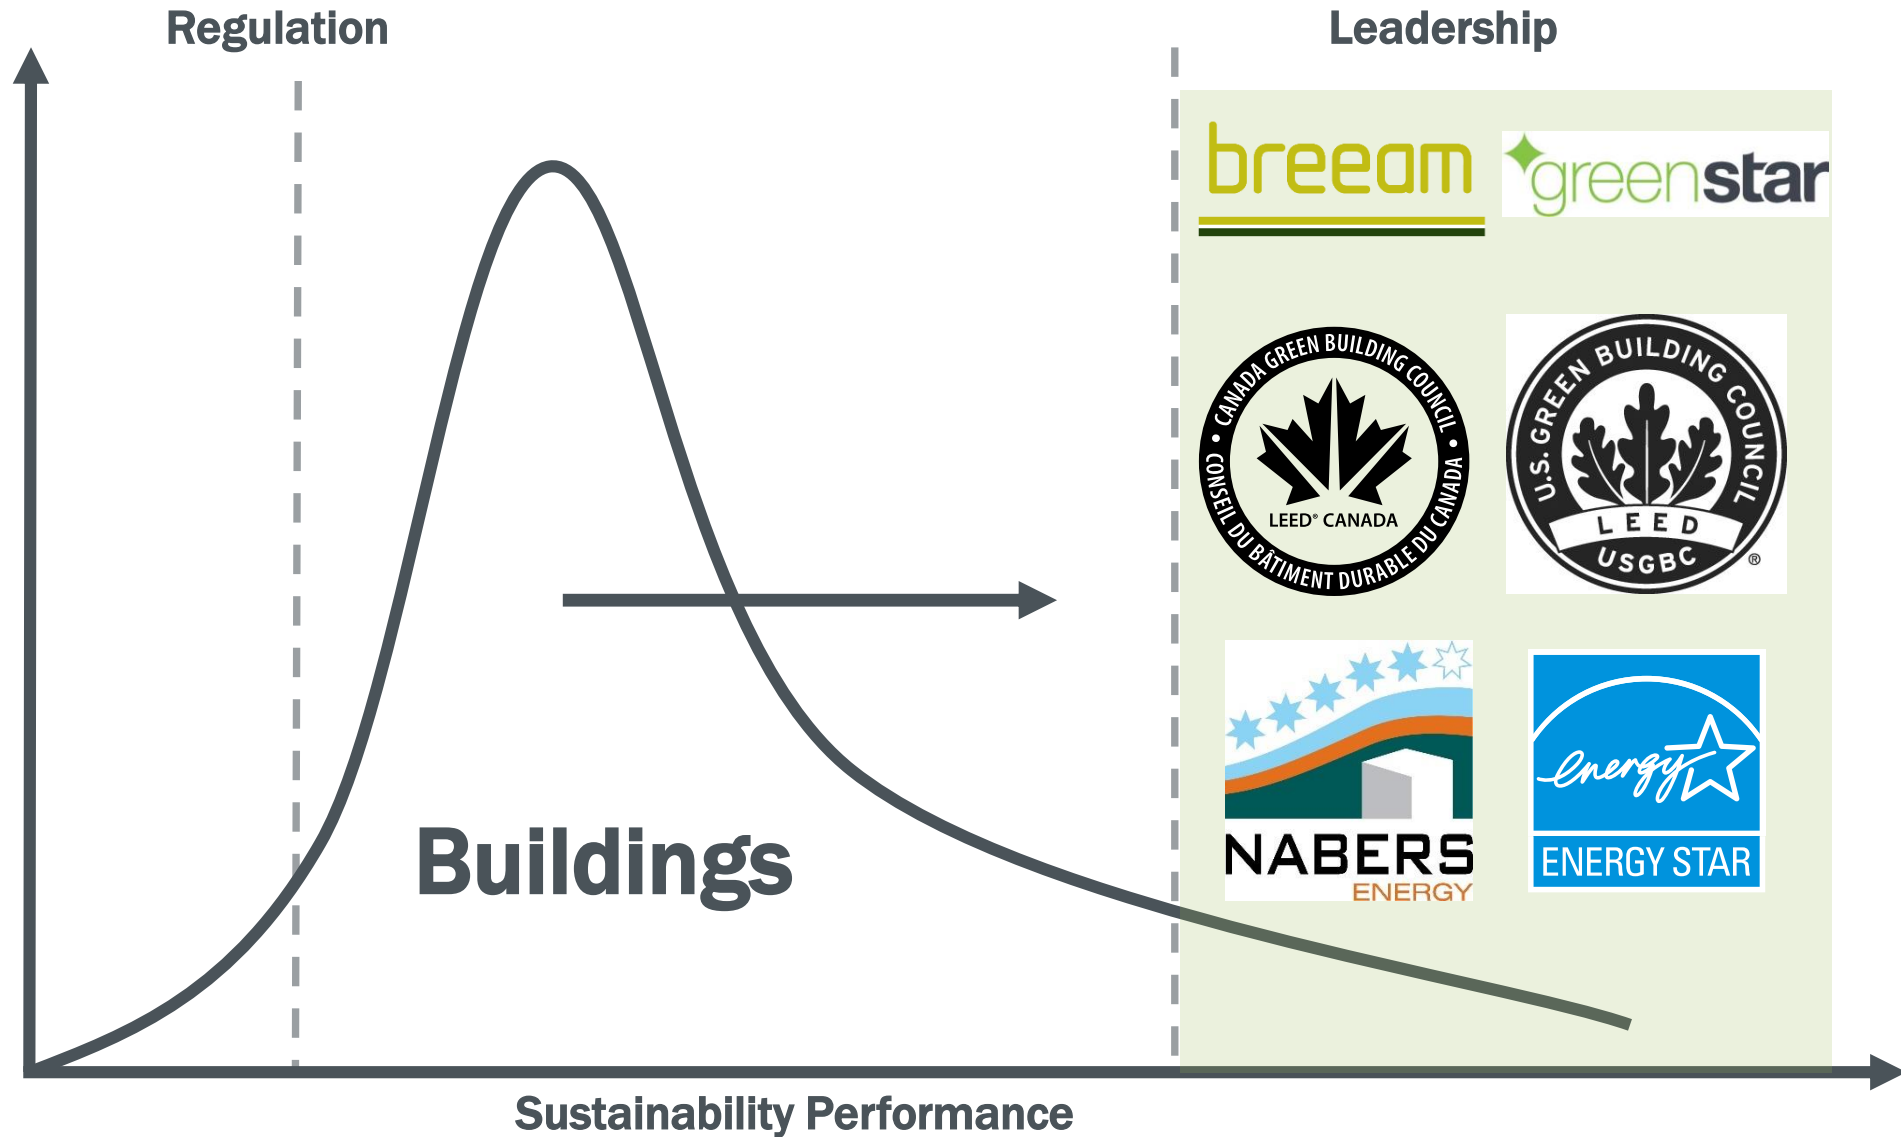 Regulation
Leadership
breeam
greenstar
CANADA GREEN BUILDING COUNCIL
LEED® CANADA
• CONSEIL DU BÂTIMENT DURABLE DU CANADA •
U.S. GREEN BUILDING COUNCIL
LEED
USGBC
®
NABERS
ENERGY
energy
ENERGY STAR
Buildings
Sustainability Performance